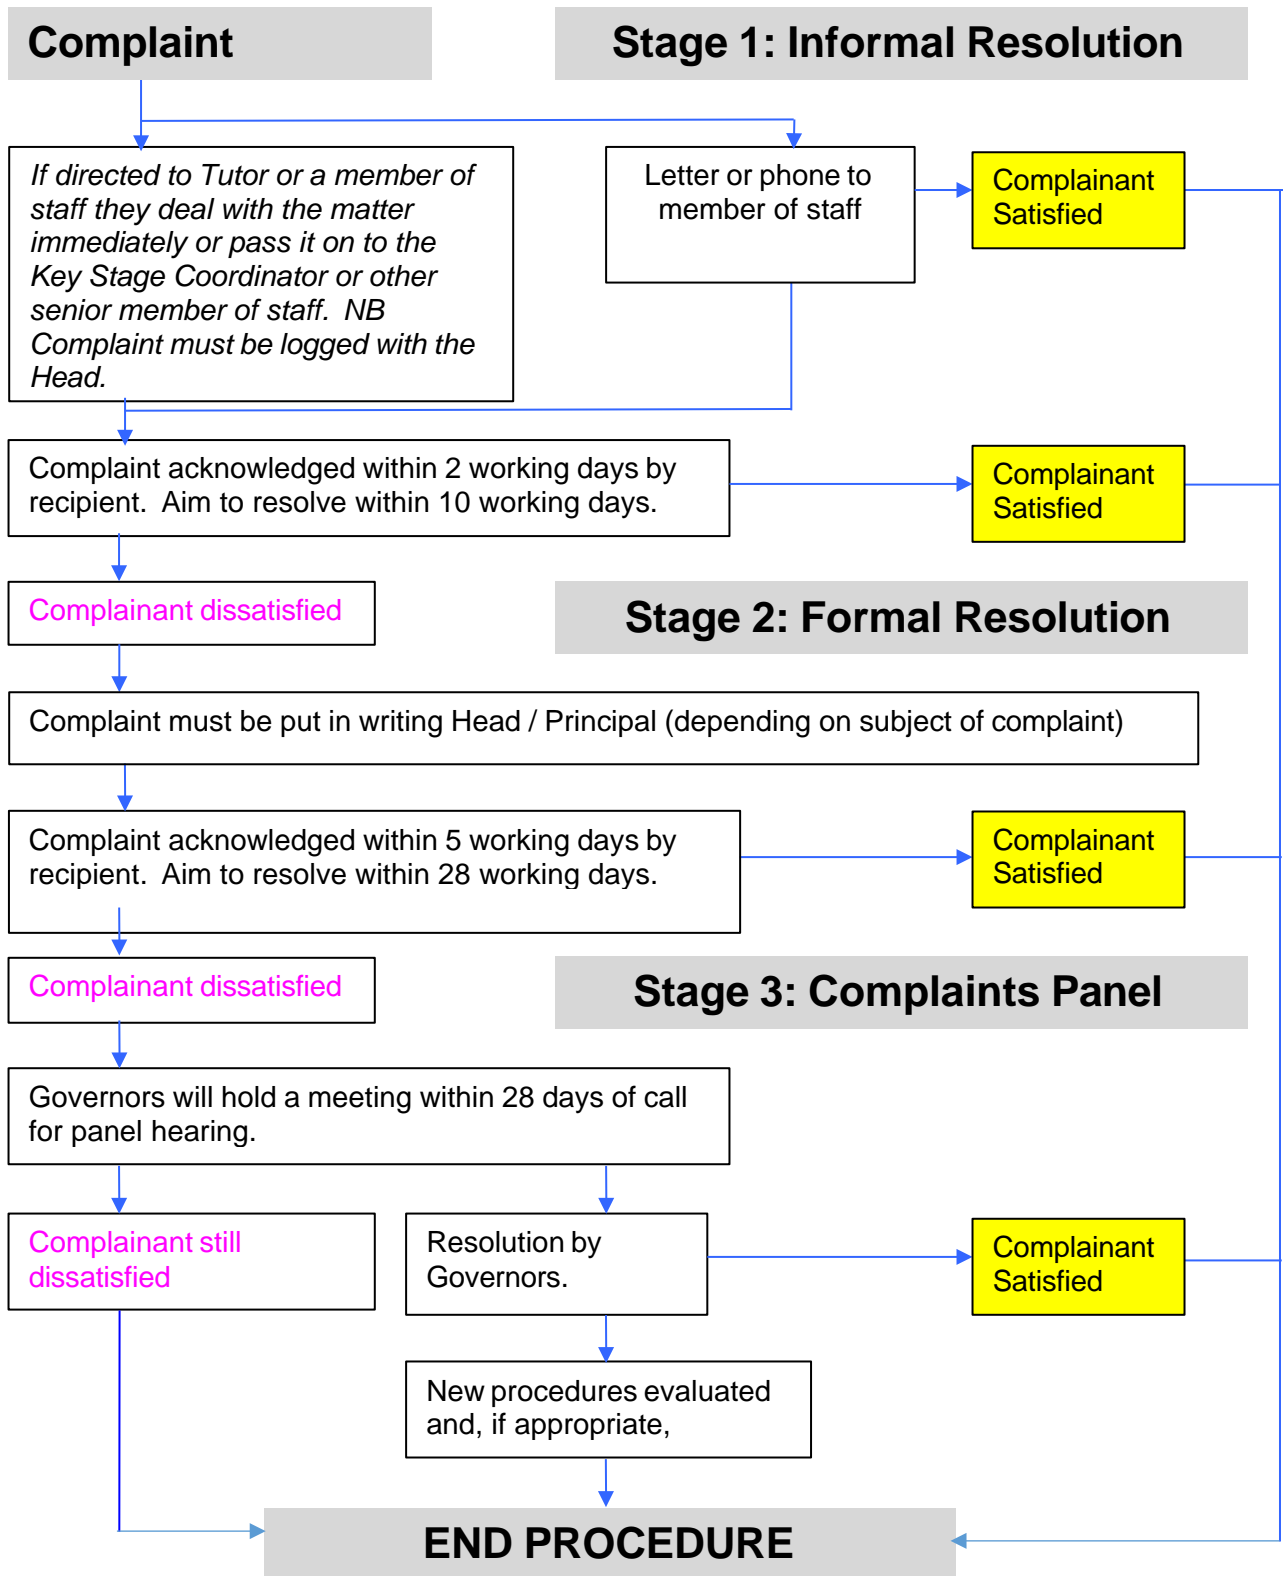 Complaint
Stage 1: Informal Resolution
If directed to Tutor or a member of
staff they deal with the matter
immediately or pass it on to the
Key Stage Coordinator or other
senior member of staff.  NB
Complaint must be logged with the
Head.
Letter or phone to
member of staff
Complainant
Satisfied
Complaint acknowledged within 2 working days by
recipient.  Aim to resolve within 10 working days.
Complainant
Satisfied
Complainant dissatisfied
Stage 2: Formal Resolution
Complaint must be put in writing Head / Principal (depending on subject of complaint)
Complaint acknowledged within 5 working days by
recipient.  Aim to resolve within 28 working days.
Complainant
Satisfied
Complainant dissatisfied
Stage 3: Complaints Panel
Governors will hold a meeting within 28 days of call
for panel hearing.
Complainant still
dissatisfied
Resolution by
Governors.
Complainant
Satisfied
New procedures evaluated
and, if appropriate,
END PROCEDURE